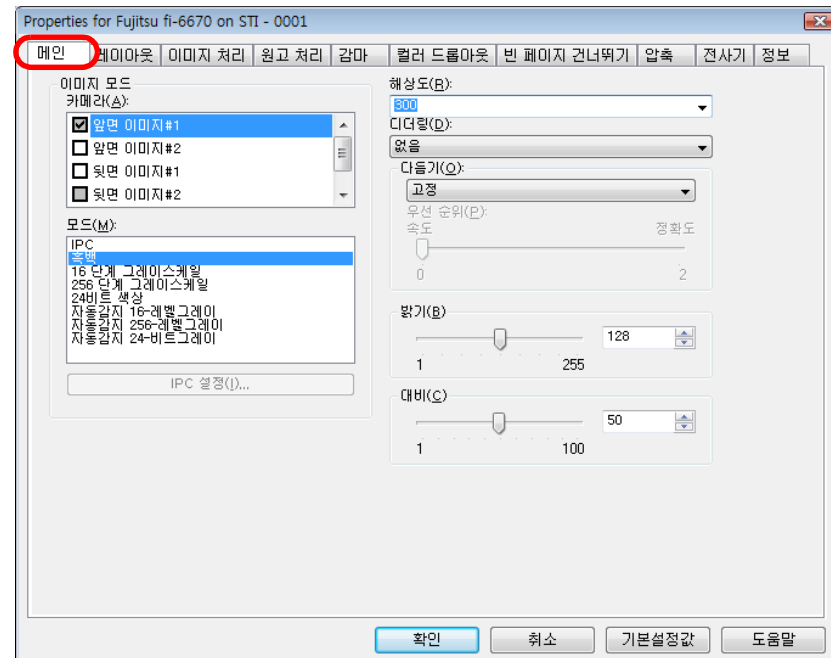 Properties for Fujitsu fi-6670 on STI - 0001
메인 레이아웃 이미지 처리 원고 처리 감마 컬러 드롭아웃 빈 페이지 건너뛰기 압축 전사기 정보
이미지 모드
카메라(A):
앞면 이미지#1
앞면 이미지#2
뒷면 이미지#1
뒷면 이미지#2
모드(M):
IPC
흑백
16 단계 그레이스케일
256 단계 그레이스케일
24비트 색상
자동감지 16-레벨그레이
자동감지 256-레벨그레이
자동감지 24-비트그레이
IPC 설정(I)...
해상도(R):
300
디더링(D):
없음
다듬기(O):
고정
우선 순위(P):
속도 정확도
0 2
밝기(B)
128
1 255
대비(C)
50
1 100
확인 취소 기본설정값 도움말